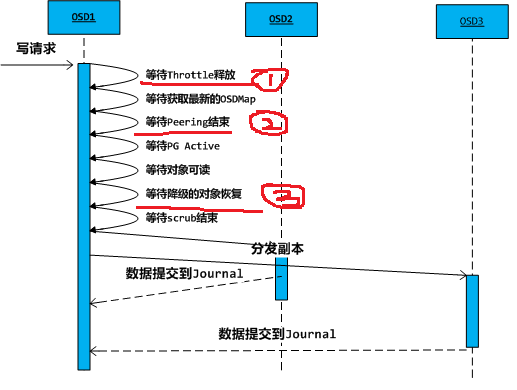 OSD1
OSD2
OSD3
写请求
等待Throttle释放
1
等待获取最新的OSDMap
等待Peering结束
2
等待PG Active
等待对象可读
等待降级的对象恢复
3
等待scrub结束
分发副本
数据提交到Journal
数据提交到Journal